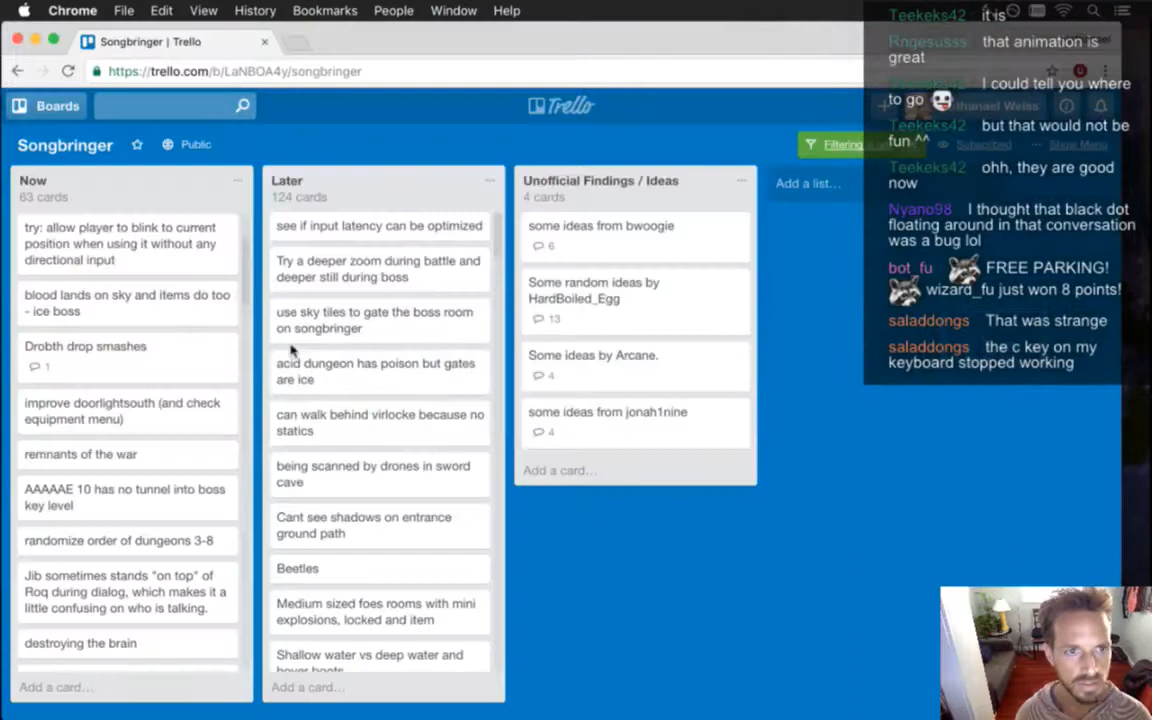 Chrome File Edit View History Bookmarks People Window Help
Songbringer | Trello
https://trello.com/b/LaNBOA4y/songbringer
Boards
Trello
Weiss
Songbringer
Public
Filtering
Subscribed
Show Menu
Now
63 cards
try: allow player to blink to current
position when using it without any
directional input
blood lands on sky and items do too
- ice boss
Drobth drop smashes
1
improve doorlightsouth (and check
equipment menu)
remnants of the war
AAAAAE 10 has no tunnel into boss
key level
randomize order of dungeons 3-8
Jib sometimes stands "on top" of
Roq during dialog, which makes it a
little confusing on who is talking.
destroying the brain
Add a card...
Later
124 cards
see if input latency can be optimized
Try a deeper zoom during battle and
deeper still during boss
use sky tiles to gate the boss room
on songbringer
acid dungeon has poison but gates
are ice
can walk behind virlocke because no
statics
being scanned by drones in sword
cave
Cant see shadows on entrance
ground path
Beetles
Medium sized foes rooms with mini
explosions, locked and item
Shallow water vs deep water and
hover boots
Add a card...
Unofficial Findings / Ideas
4 cards
some ideas from bwoogie
6
Some random ideas by
HardBoiled_Egg
13
Some ideas by Arcane.
4
some ideas from jonah1nine
4
Add a card...
Add a list...
Teekeks42 it is
Rngesusss that animation is
great
I could tell you where
to go
Teekeks42 but that would not be
fun ^^
Teekeks42 ohh, they are good
now
Nyano98 I thought that black dot
floating around in that conversation
was a bug lol
bot_fu FREE PARKING!
wizard_fu just won 8 points!
saladdongs That was strange
saladdongs the c key on my
keyboard stopped working